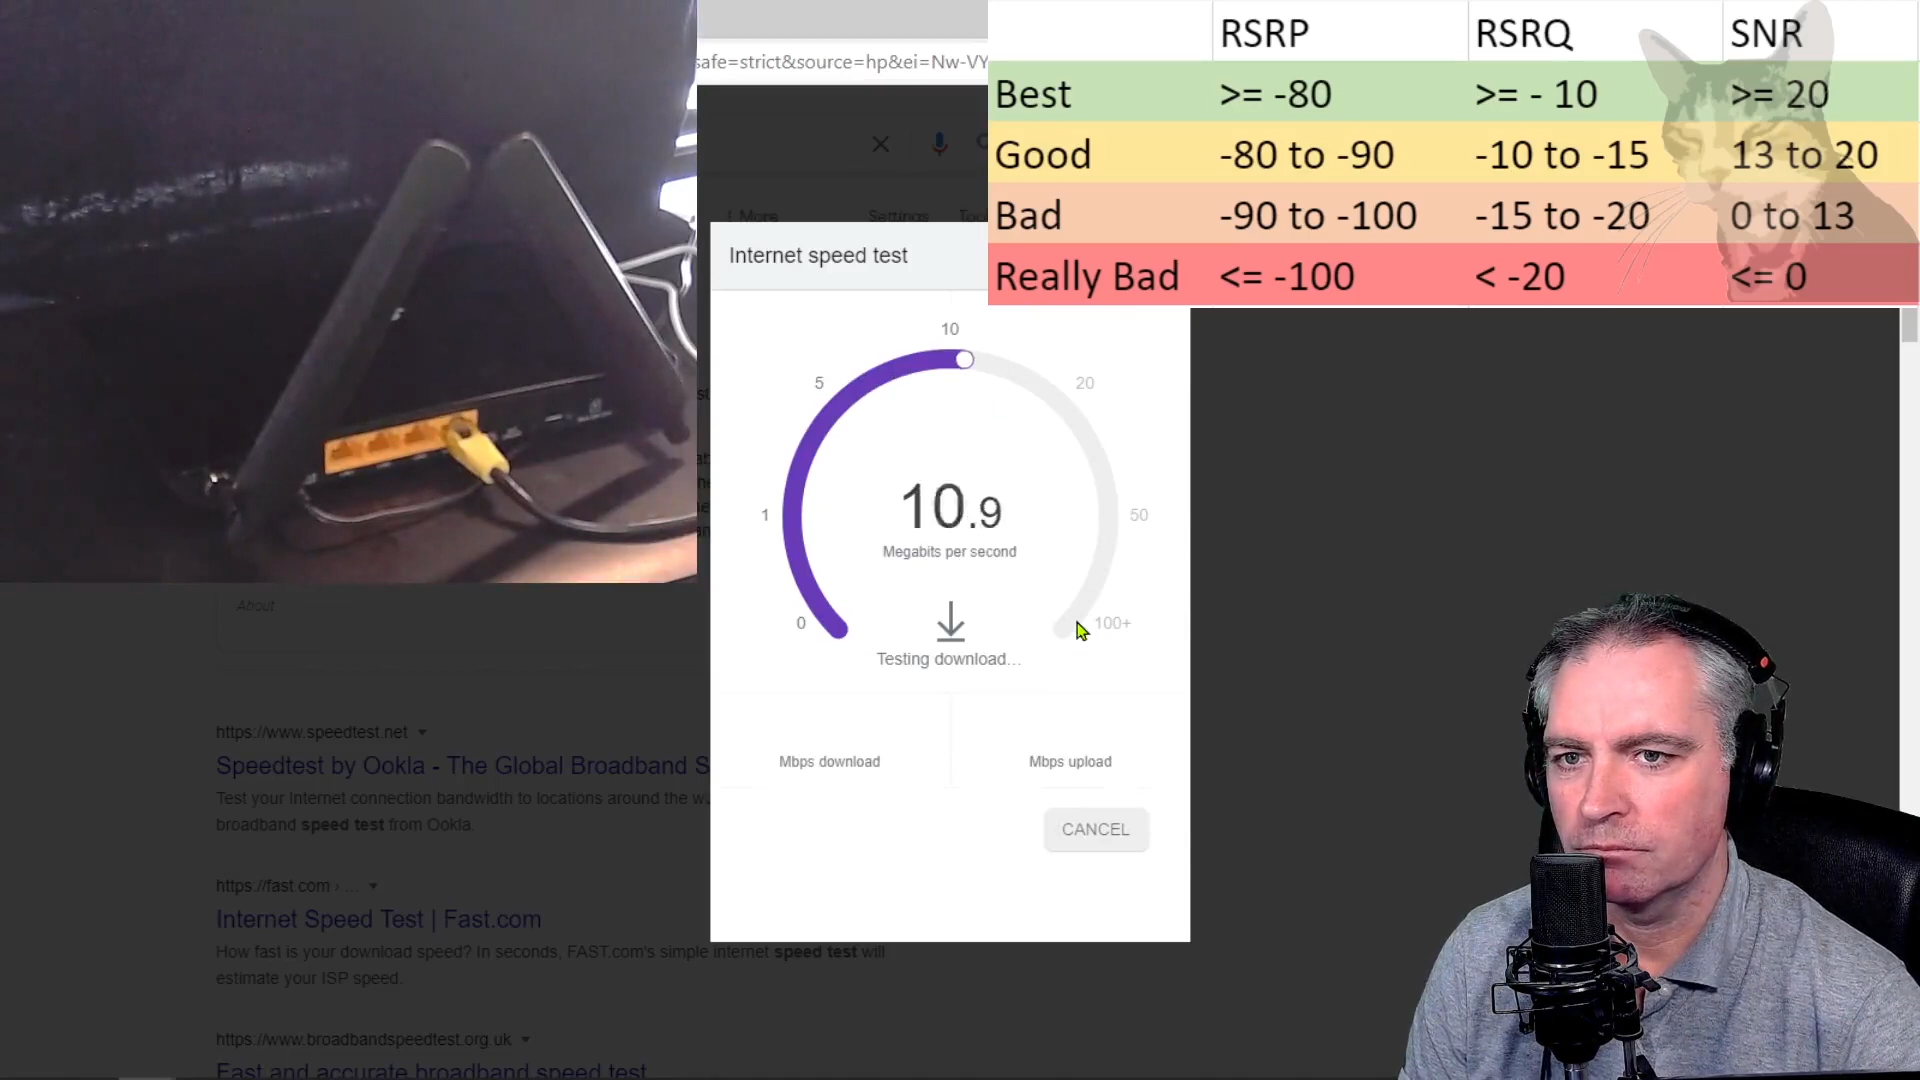 safe=strict&source=hp&ei=Nw-VY
RSRP RSRQ SNR
Best >= -80 >= - 10 >= 20
Good -80 to -90 -10 to -15 13 to 20
Bad -90 to -100 -15 to -20 0 to 13
Really Bad <= -100 < -20 <= 0
More Settings Too
Internet speed test
10
5 20
1 50
10.9
Megabits per second
0 100+
Testing download...
Mbps download Mbps upload
CANCEL
About
https://www.speedtest.net
Speedtest by Ookla - The Global Broadband S
Test your Internet connection bandwidth to locations around the
broadband speed test from Ookla.
https://fast.com › ...
Internet Speed Test | Fast.com
How fast is your download speed? In seconds, FAST.com's simple internet speed test will
estimate your ISP speed.
https://www.broadbandspeedtest.org.uk
Fast and accurate broadband speed test